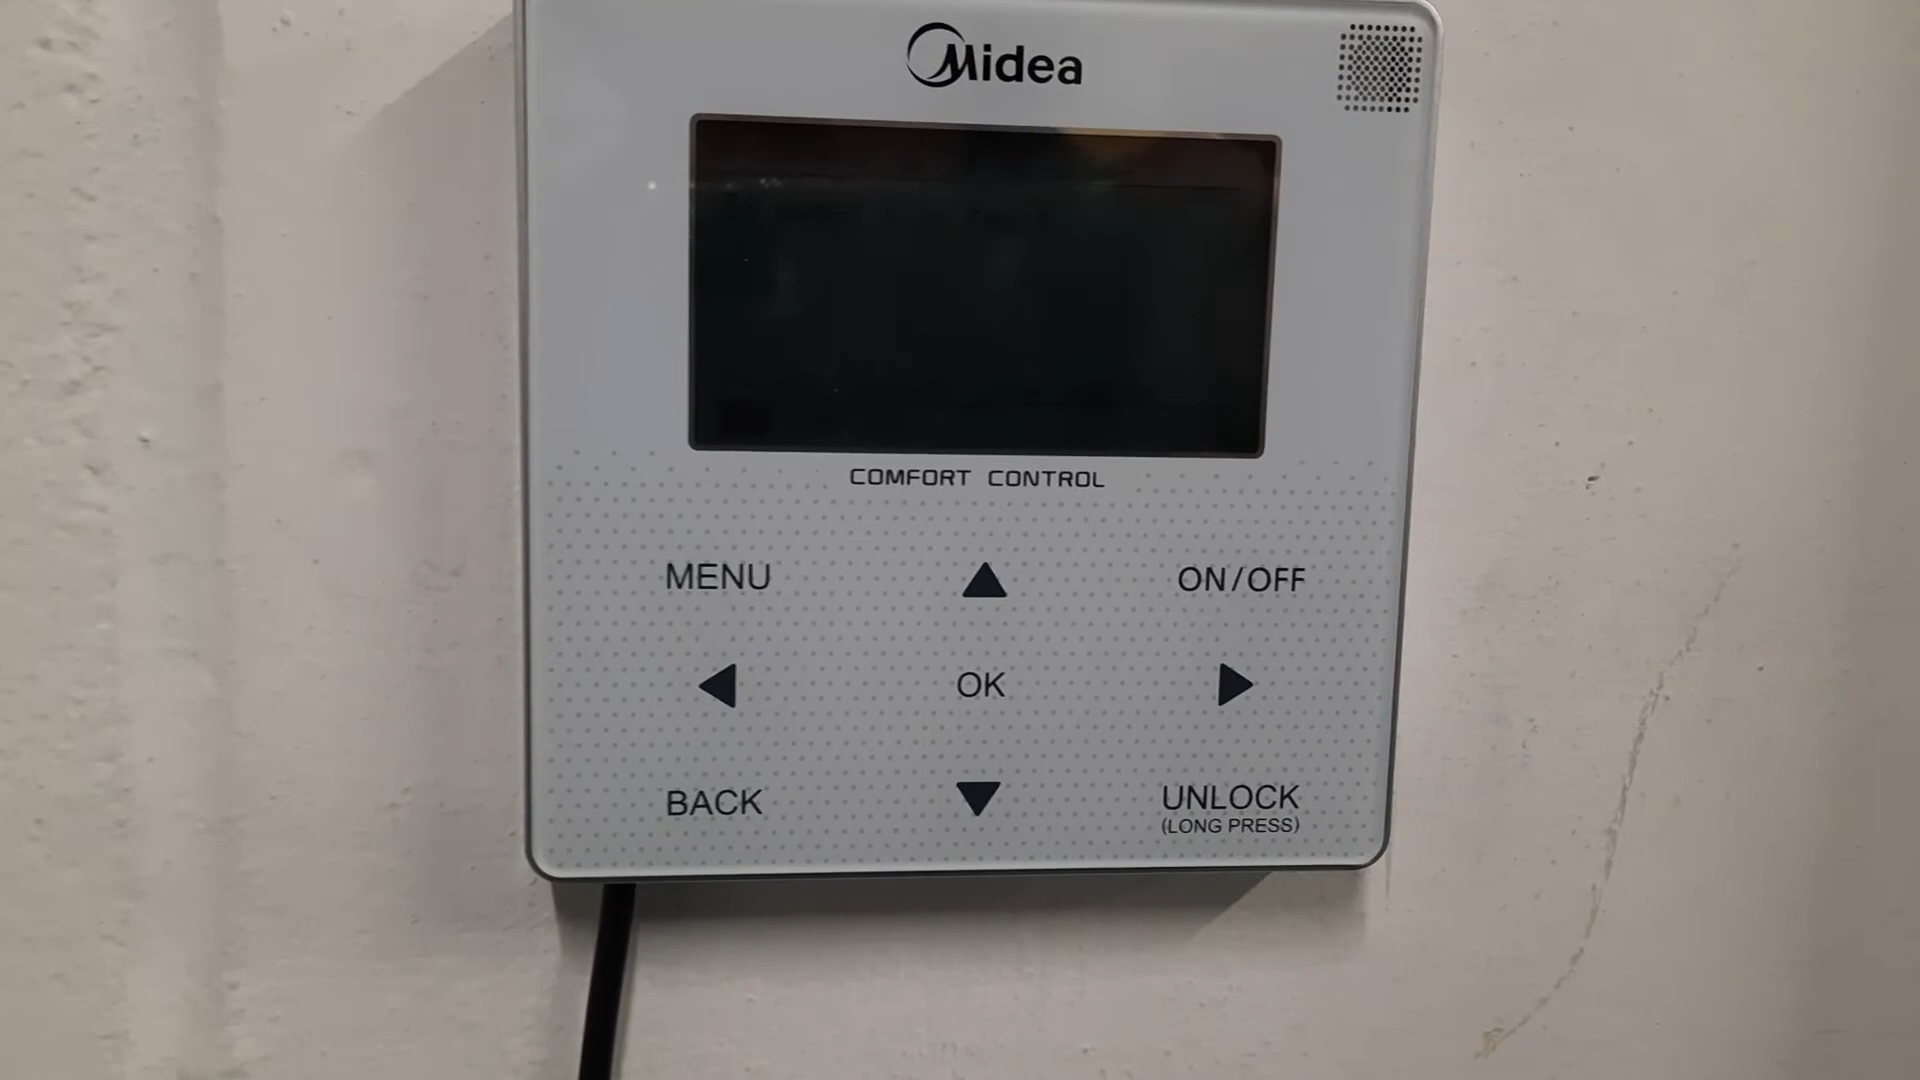 Midea
COMFORT CONTROL
MENU
ON/OFF
OK
BACK
UNLOCK
(LONG PRESS)